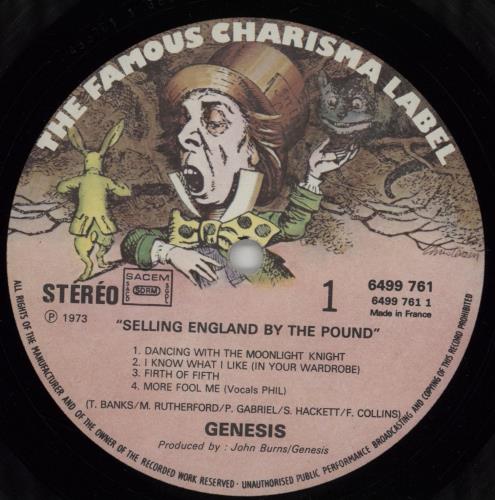 THE FAMOUS CHARISMA LABEL
STÉRÉO
SACEM
SDRM
1
6499 761
6499 761 1
Made in France
Ⓟ 1973
"SELLING ENGLAND BY THE POUND"
1. DANCING WITH THE MOONLIGHT KNIGHT
2. I KNOW WHAT I LIKE (IN YOUR WARDROBE)
3. FIRTH OF FIFTH
4. MORE FOOL ME (Vocals PHIL)
(T. BANKS/M. RUTHERFORD/P. GABRIEL/S. HACKETT/F. COLLINS)
GENESIS
Produced by : John Burns/Genesis
ALL RIGHTS OF THE MANUFACTURER AND OF THE OWNER OF THE RECORDED WORK RESERVED · UNAUTHORISED PUBLIC PERFORMANCE BROADCASTING AND COPYING OF THIS RECORD PROHIBITED